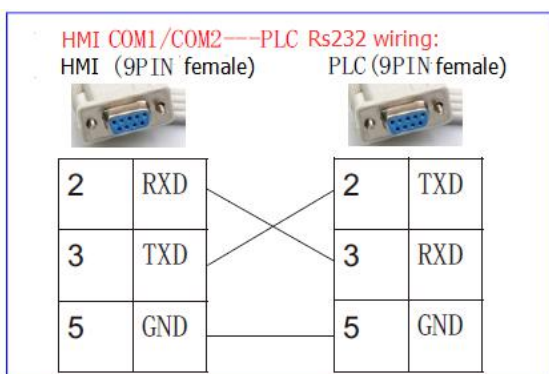 HMI COM1/COM2---PLC Rs232 wiring:
HMI (9PIN female) PLC(9PIN female)
2 RXD 2 TXD
3 TXD 3 RXD
5 GND 5 GND